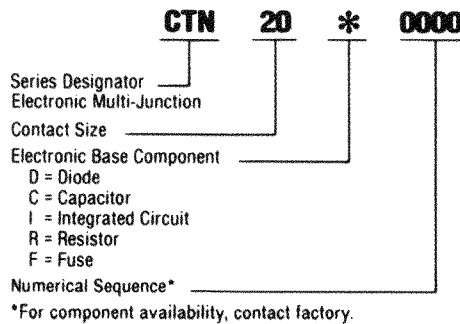 CTN 20 * 0000
Series Designator
Electronic Multi-Junction
Contact Size
Electronic Base Component
D = Diode
C = Capacitor
I = Integrated Circuit
R = Resistor
F = Fuse
Numerical Sequence*
*For component availability, contact factory.